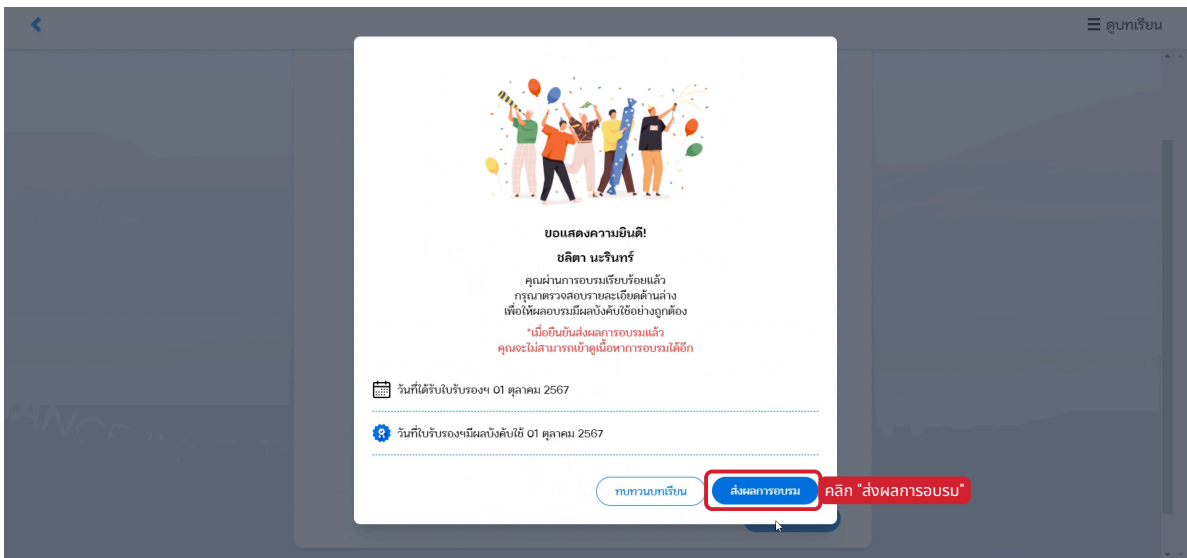 ดูบทเรียน
ขอแสดงความยินดี!
ชลิตา นะรินทร์
คุณผ่านการอบรมเรียบร้อยแล้ว
กรุณาตรวจสอบรายละเอียดด้านล่าง
เพื่อให้ผลอบรมมีผลบังคับใช้อย่างถูกต้อง
*เมื่อยืนยันส่งผลการอบรมแล้ว
คุณจะไม่สามารถเข้าดูเนื้อหาการอบรมได้อีก
วันที่ได้รับใบรับรองฯ 01 ตุลาคม 2567
วันที่ใบรับรองฯมีผลบังคับใช้ 01 ตุลาคม 2567
ทบทวนบทเรียน
ส่งผลการอบรม
คลิก "ส่งผลการอบรม"